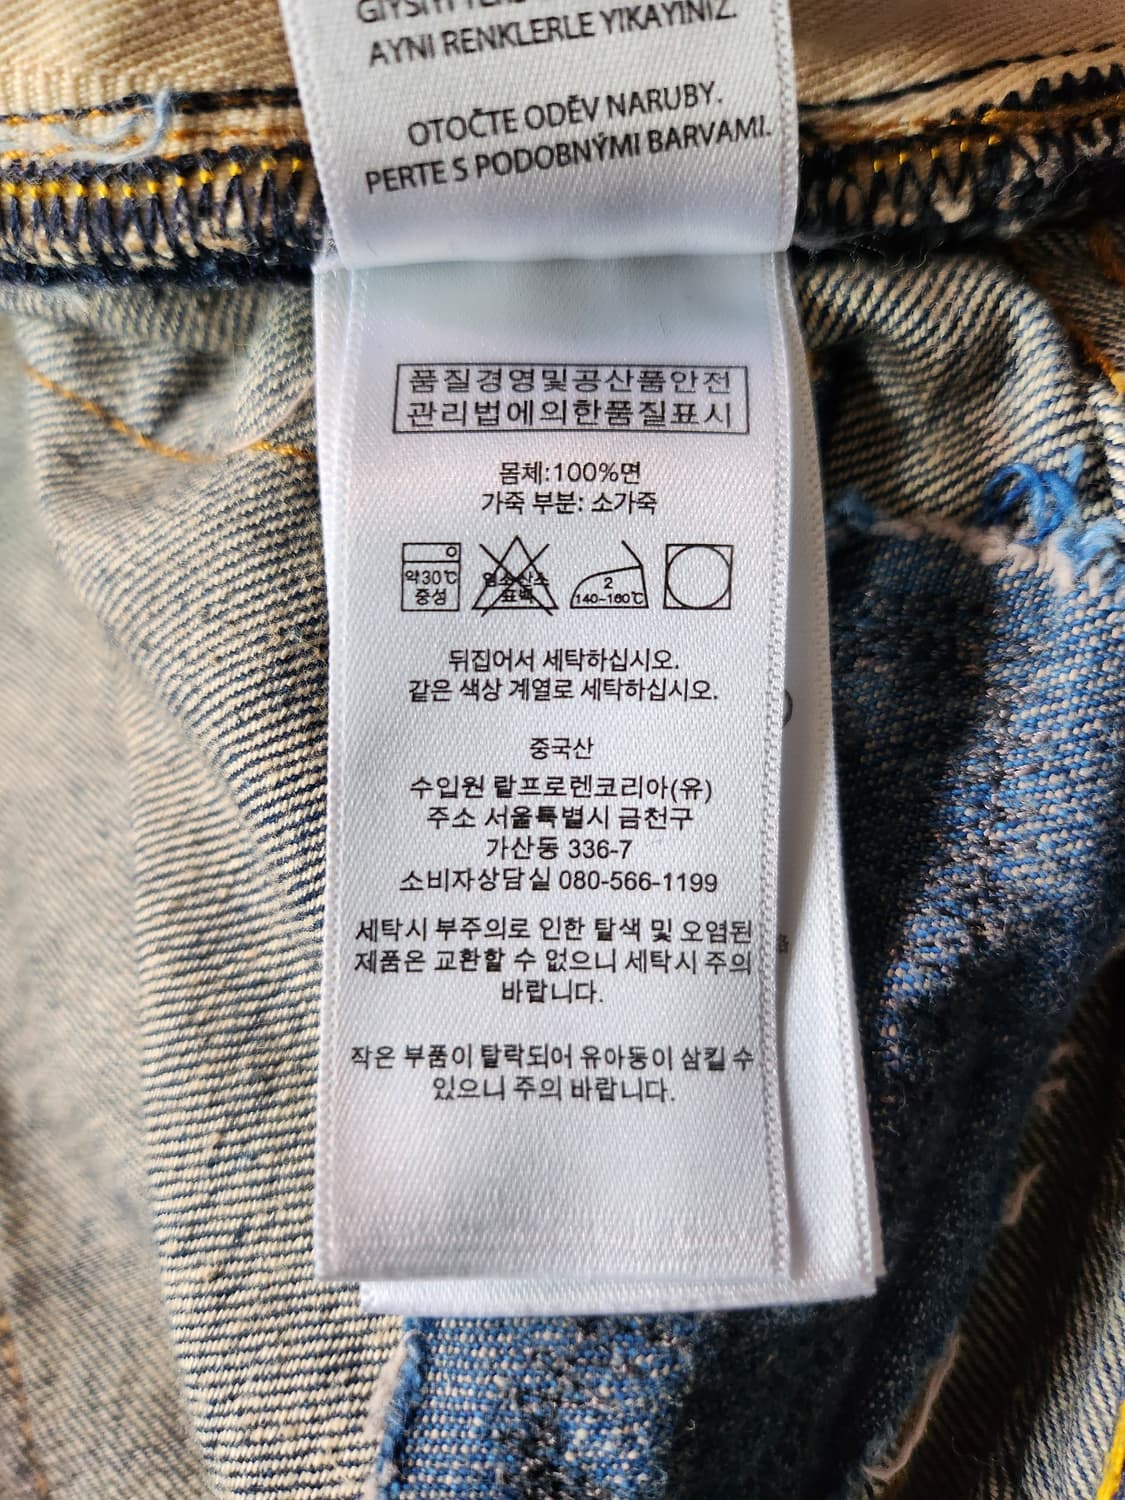 AYNI RENKLERLE YIKAYINIZ.
OTOČTE ODĚV NARUBY.
PERTE S PODOBNÝMI BARVAMI.
품질경영및공산품안전
관리법에의한품질표시
몸체:100%면
가죽 부분: 소가죽
약30℃
중성
염소산소
표백
2
140~160℃
뒤집어서 세탁하십시오.
같은 색상 계열로 세탁하십시오.
중국산
수입원 랄프로렌코리아(유)
주소 서울특별시 금천구
가산동 336-7
소비자상담실 080-566-1199
세탁시 부주의로 인한 탈색 및 오염된
제품은 교환할 수 없으니 세탁시 주의
바랍니다.
작은 부품이 탈락되어 유아동이 삼킬 수
있으니 주의 바랍니다.